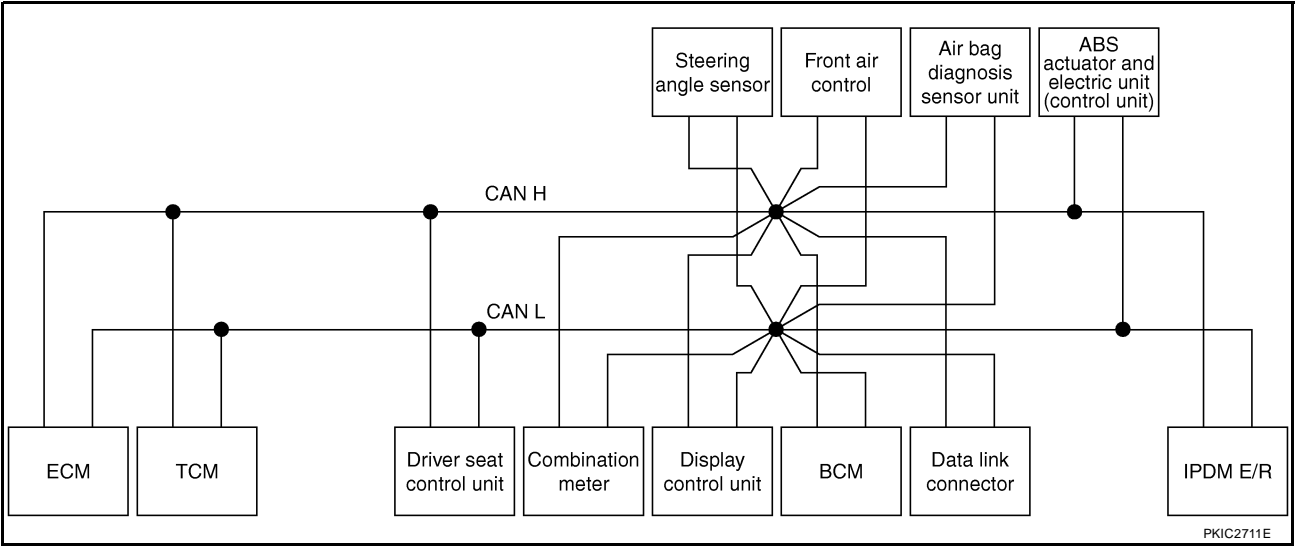 Steering
angle sensor
Front air
control
Air bag
diagnosis
sensor unit
ABS
actuator and
electric unit
(control unit)
CAN H
CAN L
ECM
TCM
Driver seat
control unit
Combination
meter
Display
control unit
BCM
Data link
connector
IPDM E/R
PKIC2711E